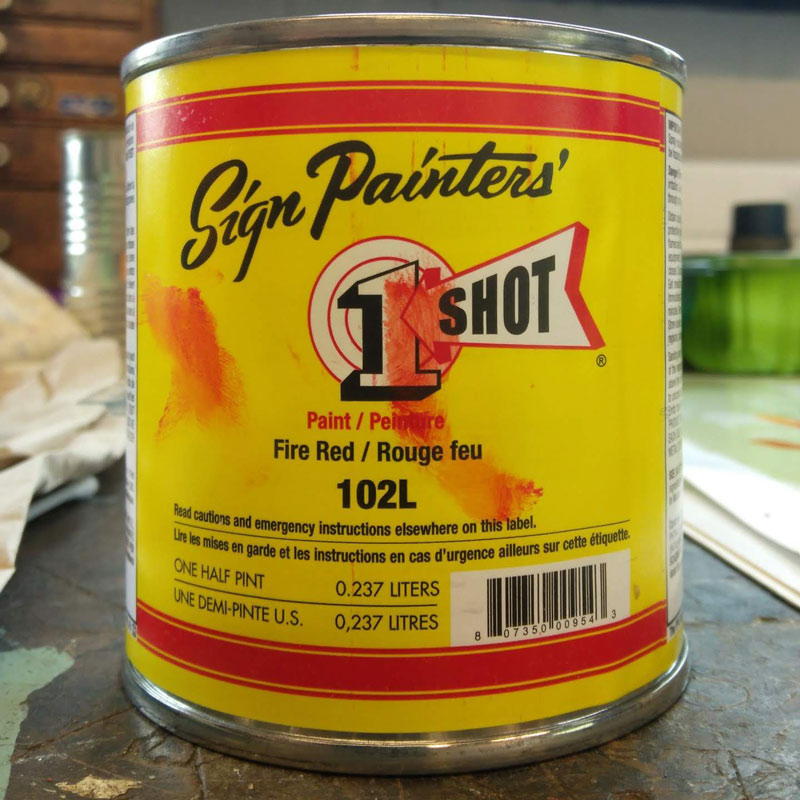 Sign Painters'
1 SHOT
®
Paint / Peinture
Fire Red / Rouge feu
102L
Read cautions and emergency instructions elsewhere on this label.
Lire les mises en garde et les instructions en cas d'urgence ailleurs sur cette étiquette.
ONE HALF PINT 0.237 LITERS
UNE DEMI-PINTE U.S. 0,237 LITRES
8 07350 00954 3